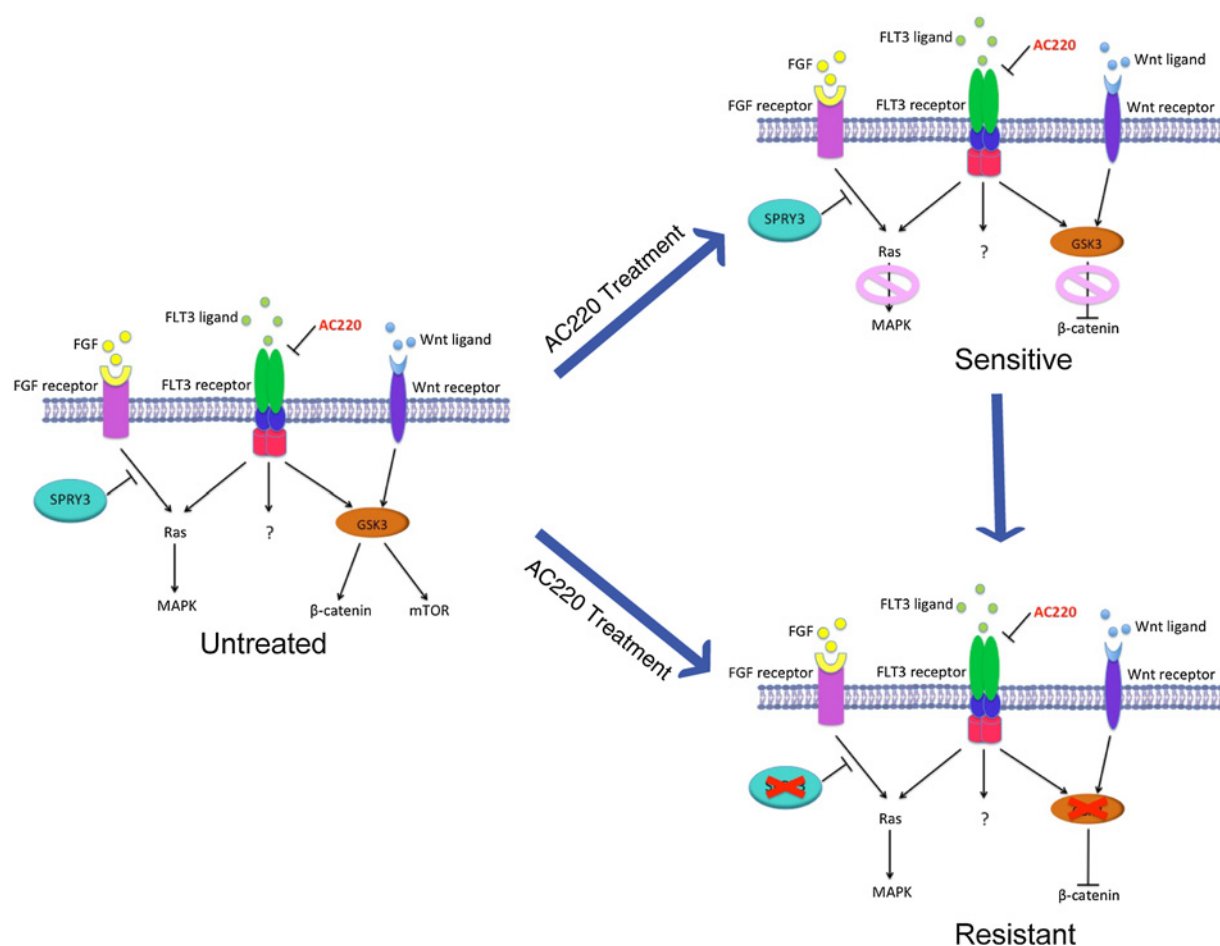 FLT3 ligand
AC220
FGF
Wnt ligand
FGF receptor
FLT3 receptor
Wnt receptor
SPRY3
Ras
?
GSK3
MAPK
β-catenin
Sensitive
AC220 Treatment
FLT3 ligand
AC220
FGF
Wnt ligand
FGF receptor
FLT3 receptor
Wnt receptor
SPRY3
Ras
?
GSK3
MAPK
β-catenin
mTOR
Untreated
AC220 Treatment
FLT3 ligand
AC220
FGF
Wnt ligand
FGF receptor
FLT3 receptor
Wnt receptor
Ras
?
MAPK
β-catenin
Resistant